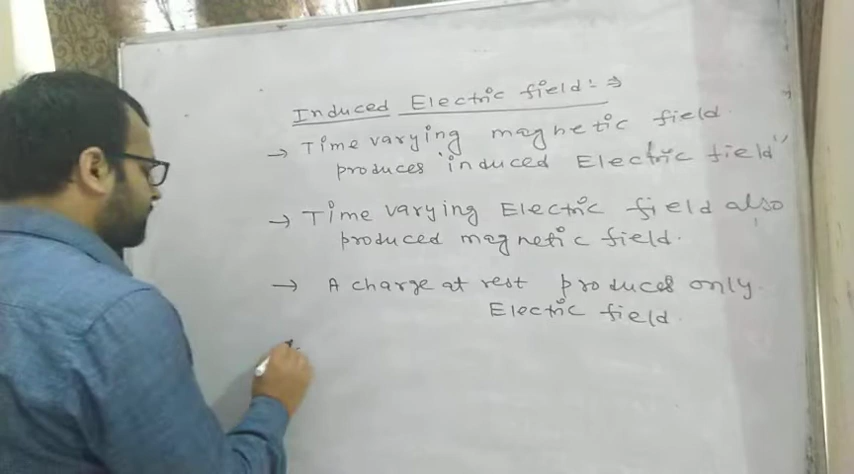 Induced Electric field:- ⇒
→ Time varying magnetic field.
produces "induced Electric field"
→ Time varying Electric field also
produced magnetic field.
→ A charge at rest produces only
Electric field.